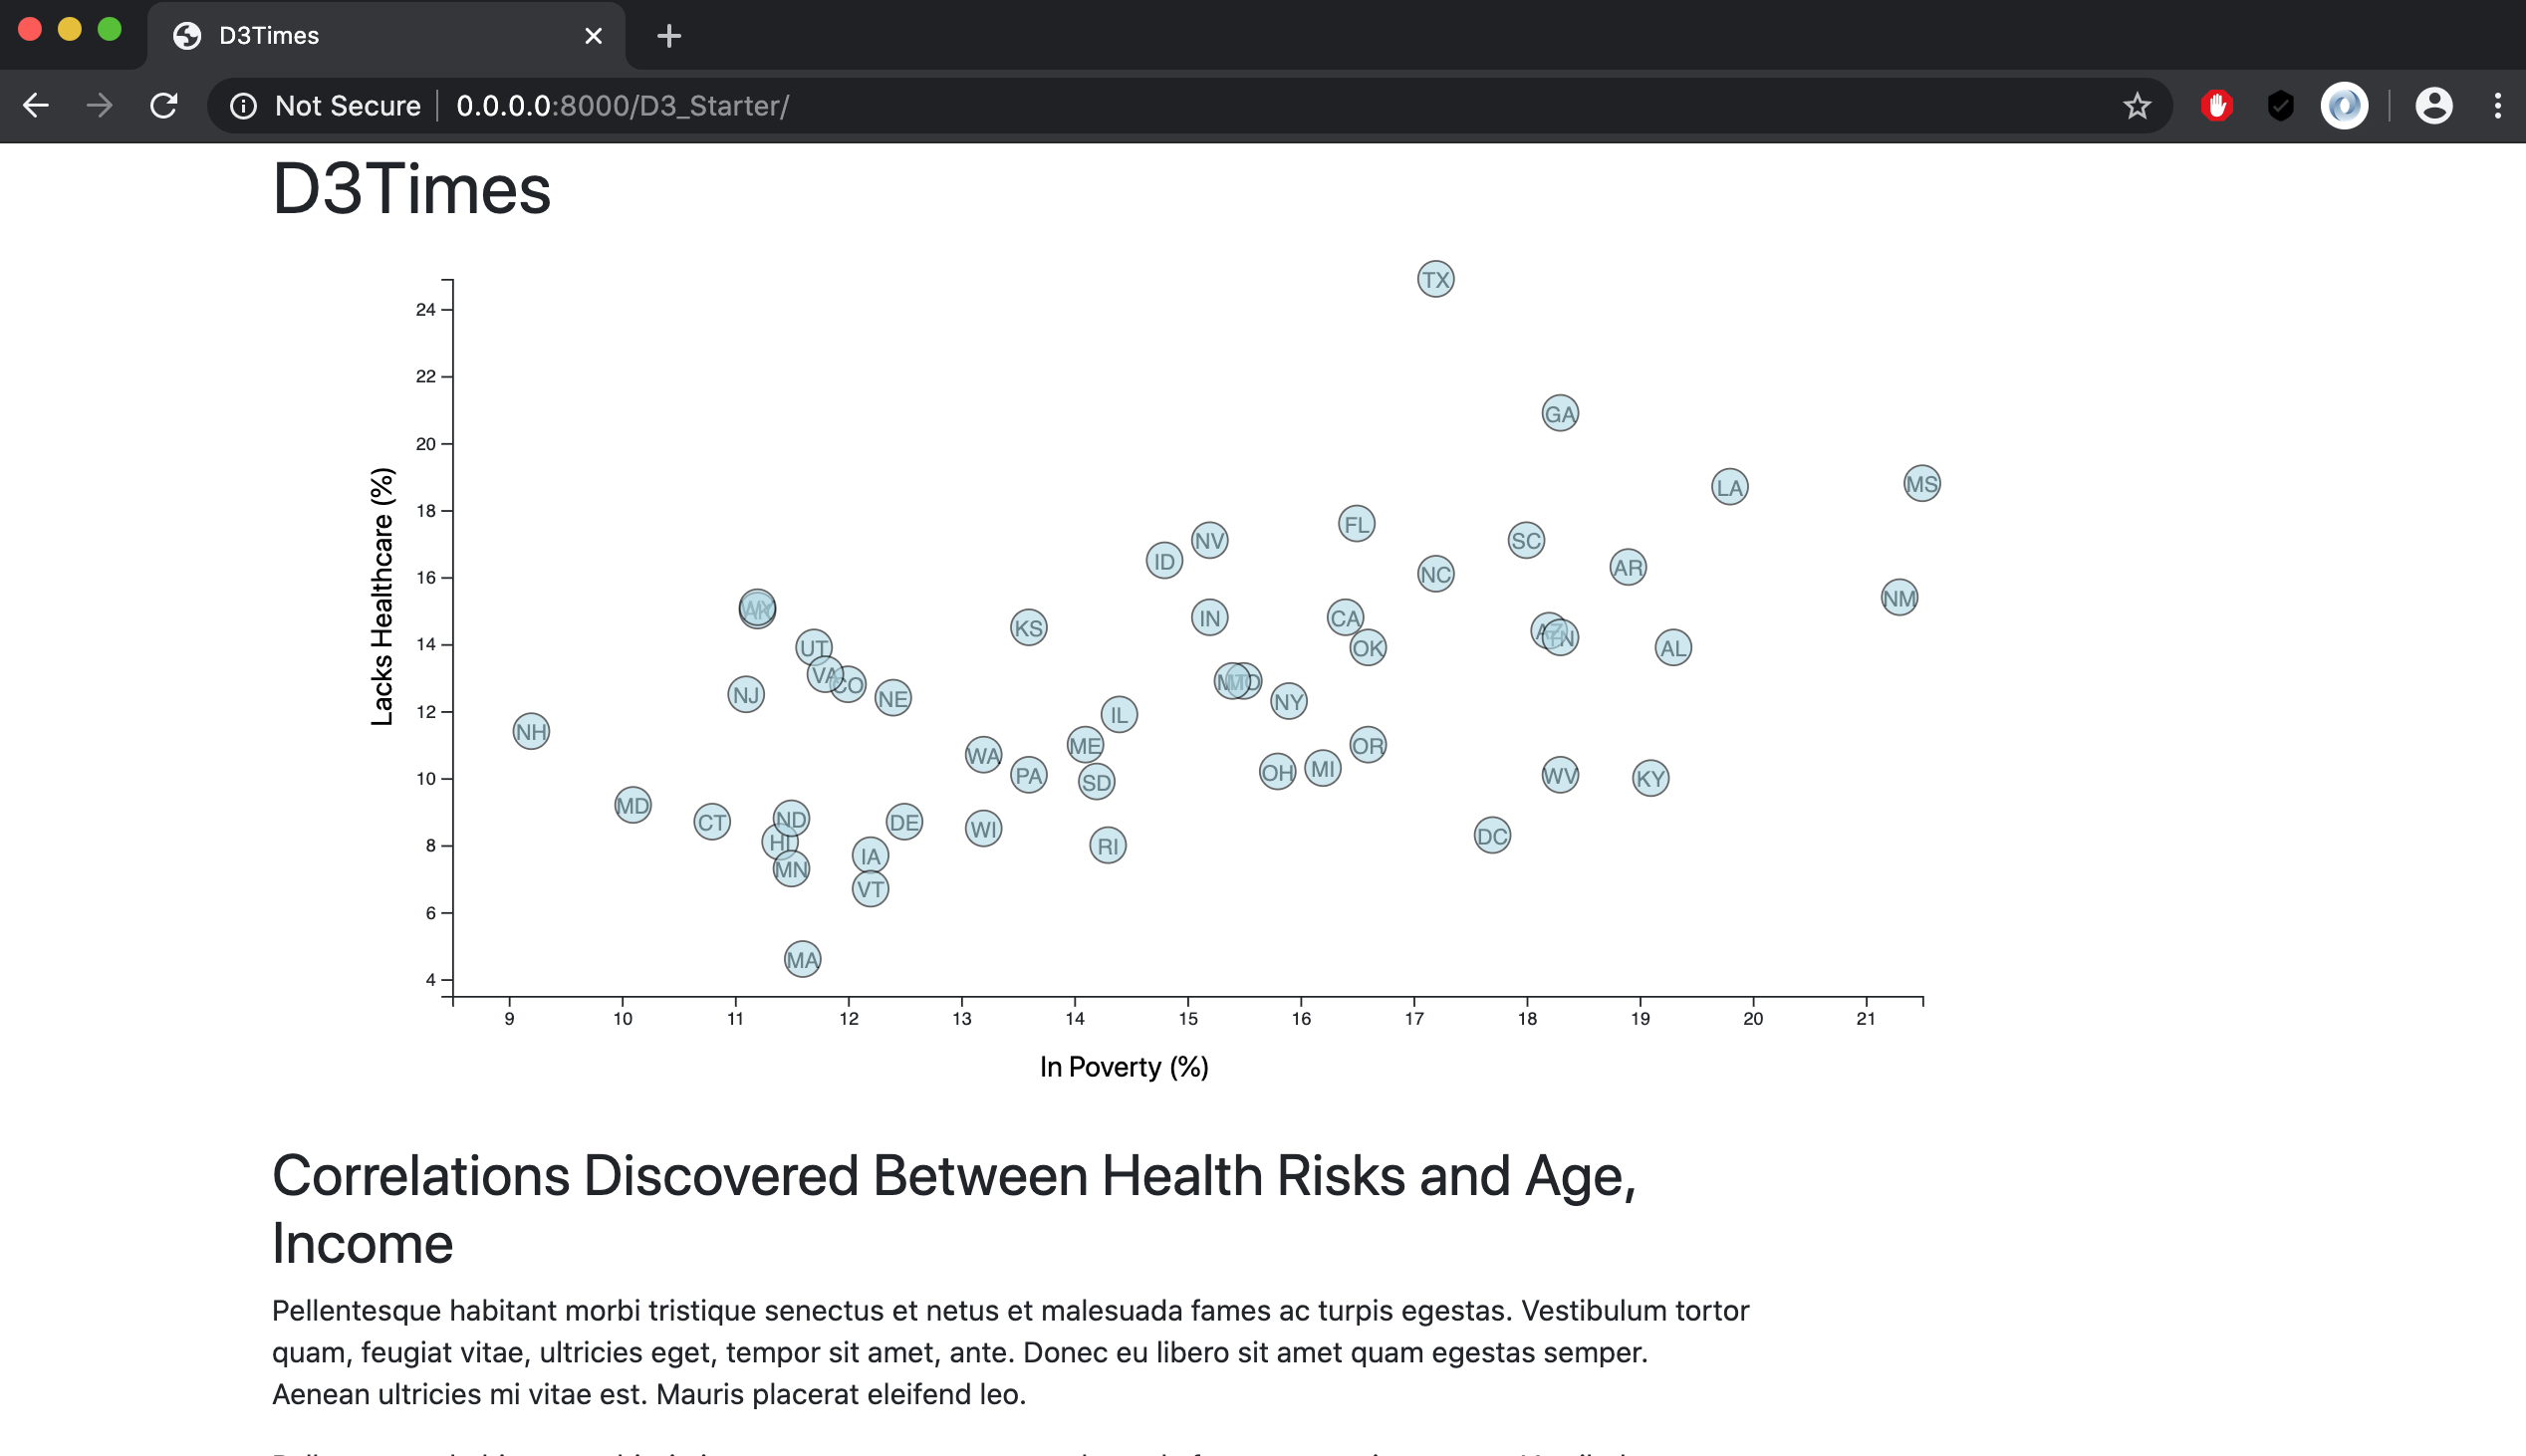 D3Times
Not Secure
0.0.0.0:8000/D3_Starter/
D3Times
TX
24
22
GA
20
LA
MS
18
FL
NV
SC
ID
NC
AR
16
NM
IN
CA
KS
14
UT
OK
AL
AZ
TN
VA
CO
NE
NJ
NY
12
IL
NH
ME
OR
WA
PA
SD
OH
MI
WV
KY
10
MD
CT
ND
DE
WI
DC
HI
RI
8
MN
IA
VT
6
MA
4
Lacks Healthcare (%)
9 10 11 12 13 14 15 16 17 18 19 20 21
In Poverty (%)
Correlations Discovered Between Health Risks and Age,
Income
Pellentesque habitant morbi tristique senectus et netus et malesuada fames ac turpis egestas. Vestibulum tortor
quam, feugiat vitae, ultricies eget, tempor sit amet, ante. Donec eu libero sit amet quam egestas semper.
Aenean ultricies mi vitae est. Mauris placerat eleifend leo.